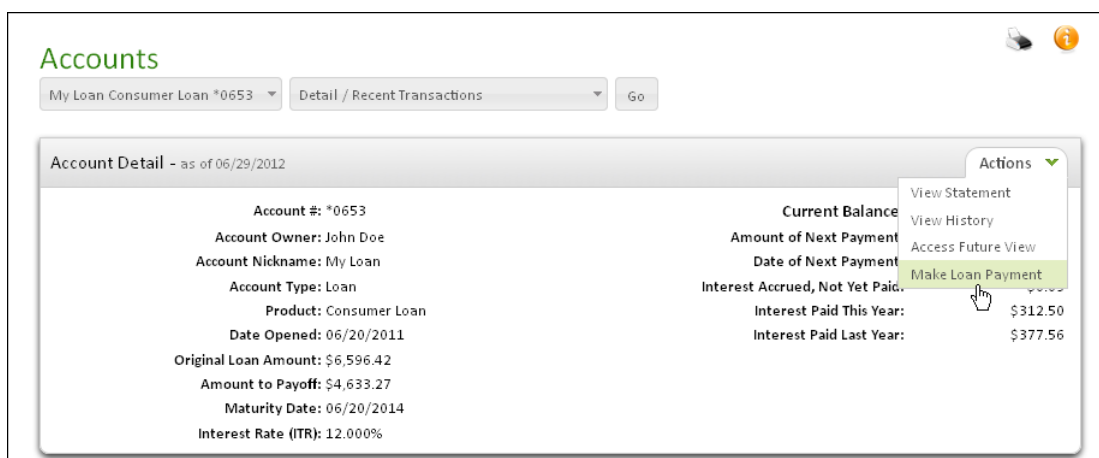 Accounts
My Loan Consumer Loan *0653
Detail / Recent Transactions
Go
Account Detail - as of 06/29/2012
Actions
View Statement
View History
Access Future View
Make Loan Payment
Account #: *0653
Account Owner: John Doe
Account Nickname: My Loan
Account Type: Loan
Product: Consumer Loan
Date Opened: 06/20/2011
Original Loan Amount: $6,596.42
Amount to Payoff: $4,633.27
Maturity Date: 06/20/2014
Interest Rate (ITR): 12.000%
Current Balance
Amount of Next Payment
Date of Next Payment
Interest Accrued, Not Yet Paid:
Interest Paid This Year: $312.50
Interest Paid Last Year: $377.56